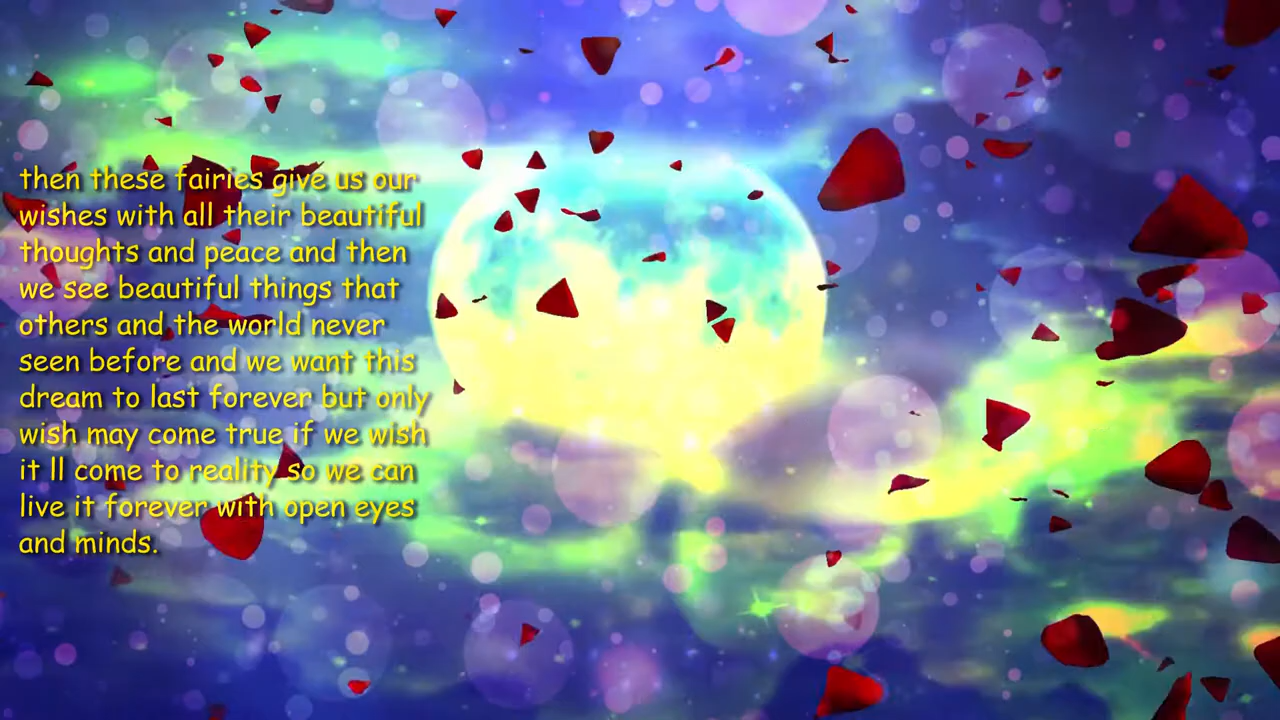 then these fairies give us our
wishes with all their beautiful
thoughts and peace and then
we see beautiful things that
others and the world never
seen before and we want this
dream to last forever but only
wish may come true if we wish
it ll come to reality so we can
live it forever with open eyes
and minds.